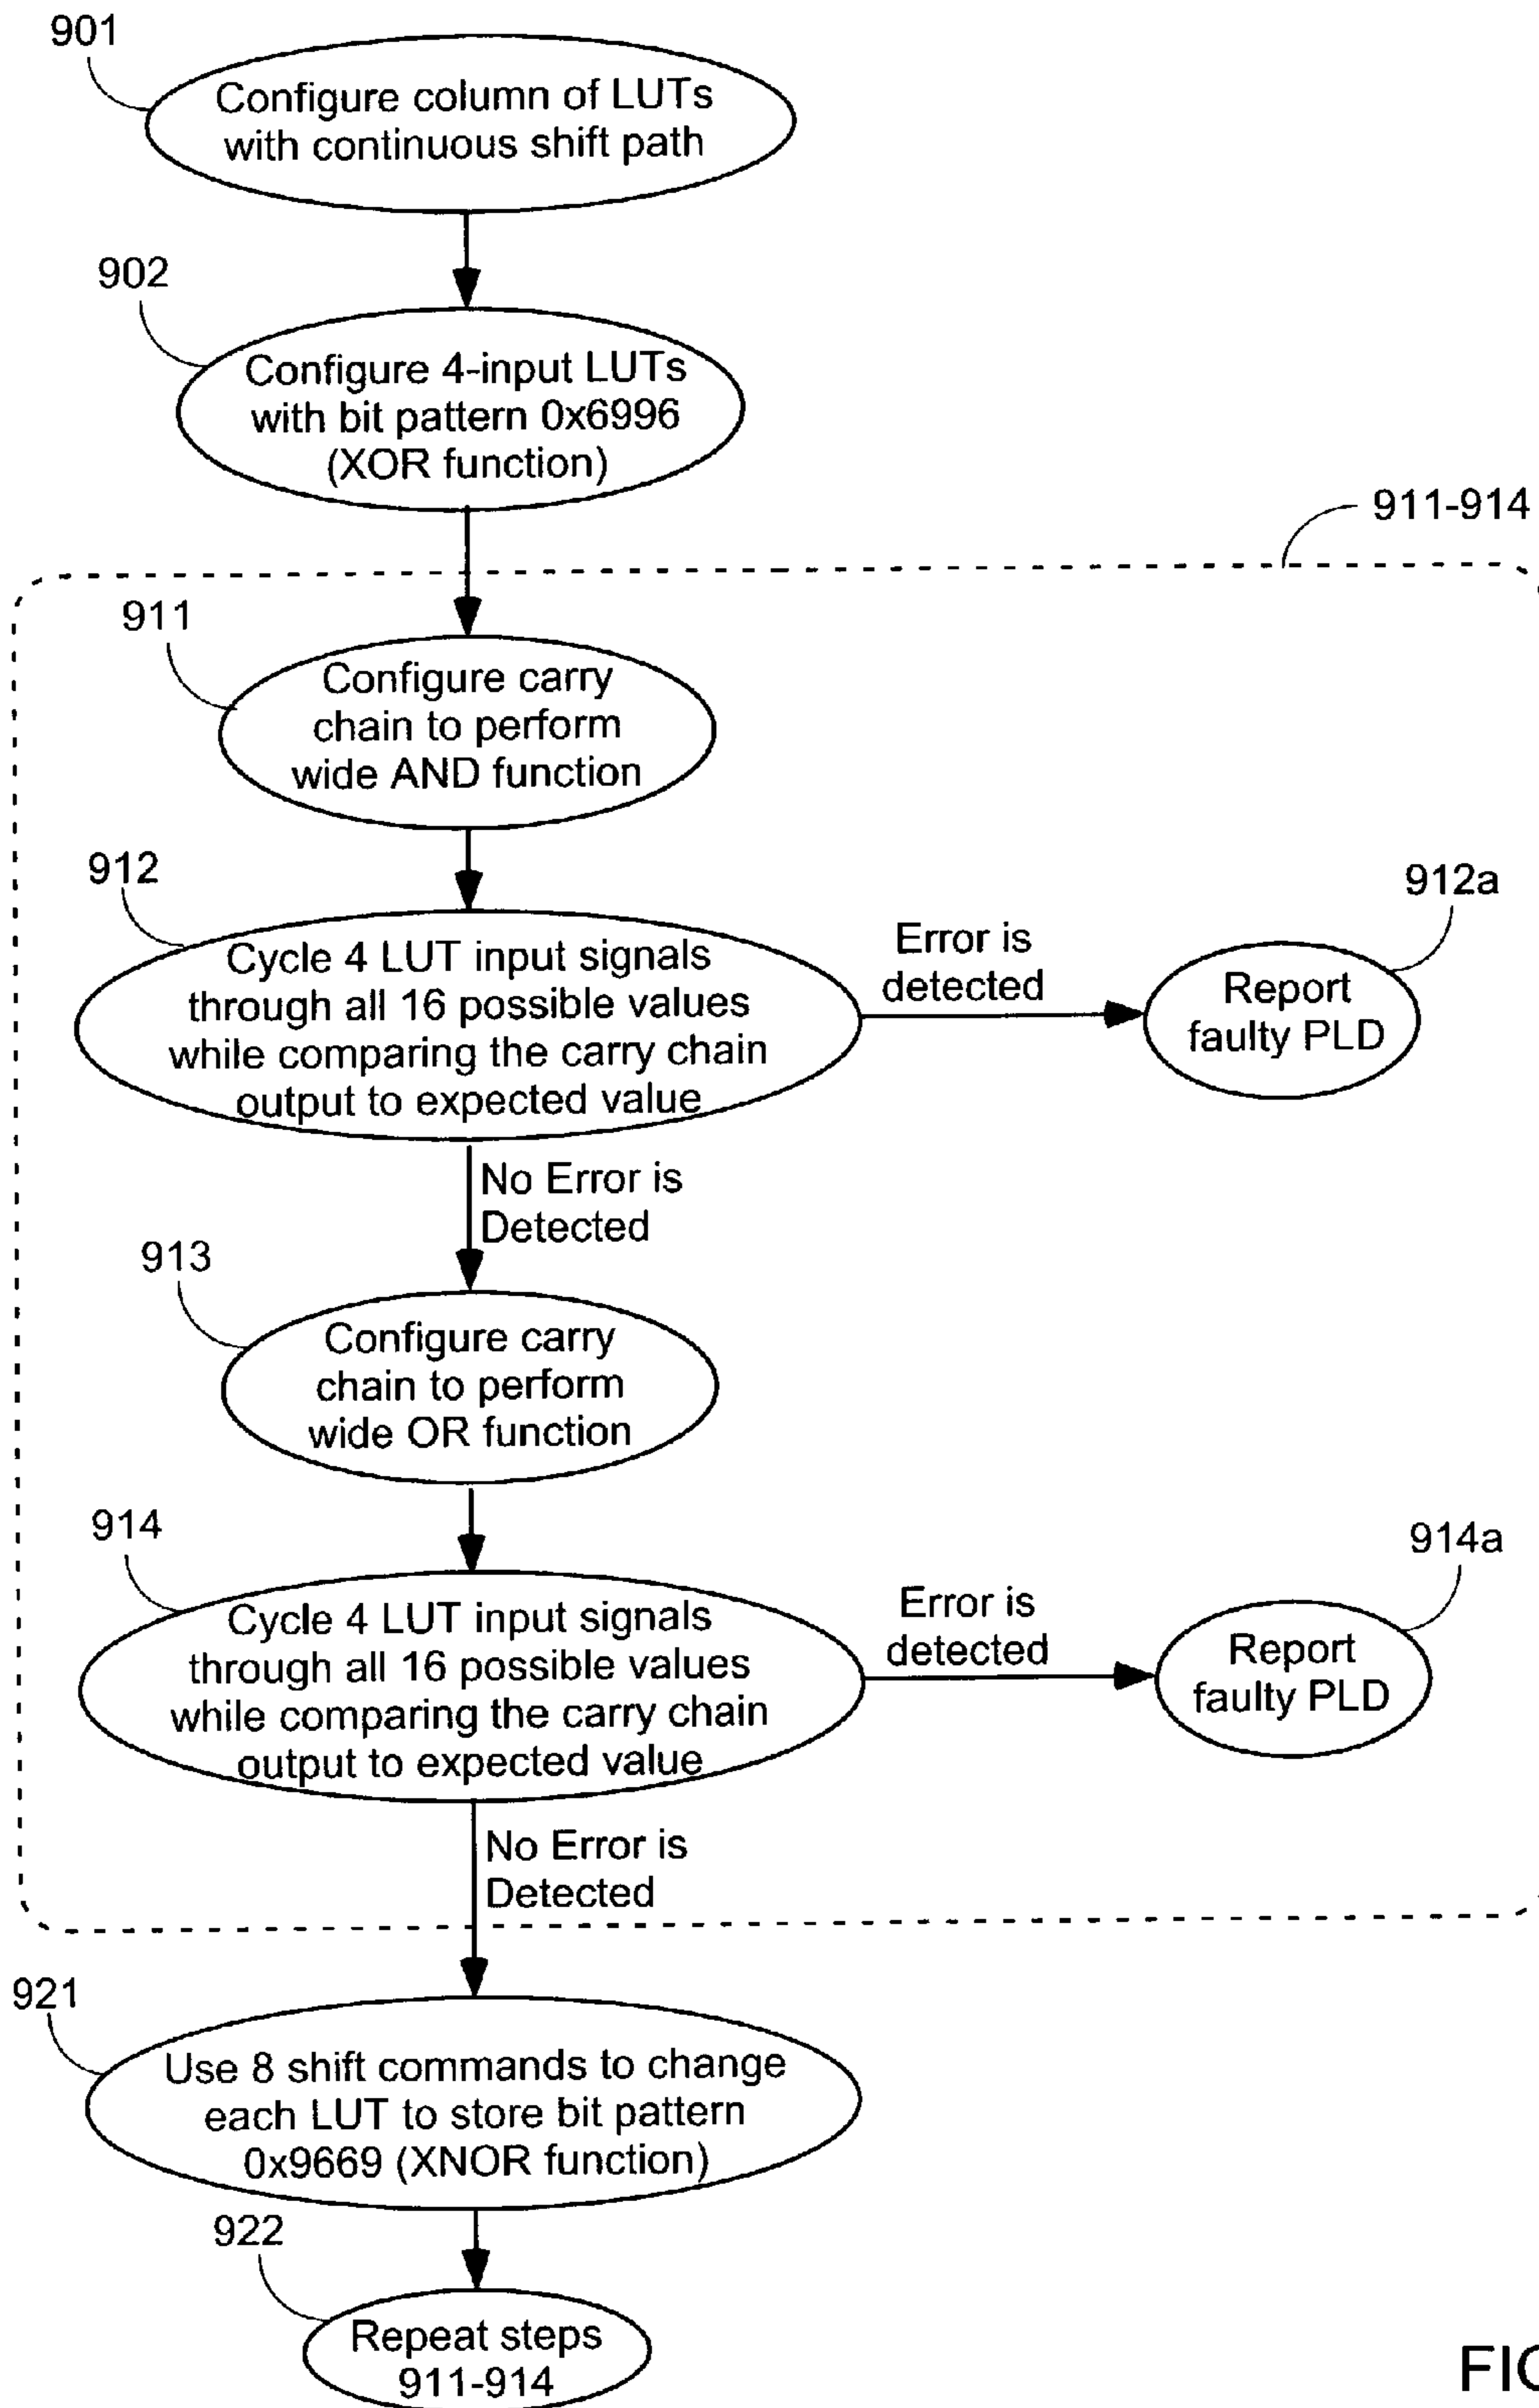 901
Configure column of LUTs
with continuous shift path
902
Configure 4-input LUTs
with bit pattern 0x6996
(XOR function)
911-914
911
Configure carry
chain to perform
wide AND function
912
Cycle 4 LUT input signals
through all 16 possible values
while comparing the carry chain
output to expected value
Error is
detected
912a
Report
faulty PLD
No Error is
Detected
913
Configure carry
chain to perform
wide OR function
914
Cycle 4 LUT input signals
through all 16 possible values
while comparing the carry chain
output to expected value
Error is
detected
914a
Report
faulty PLD
No Error is
Detected
921
Use 8 shift commands to change
each LUT to store bit pattern
0x9669 (XNOR function)
922
Repeat steps
911-914